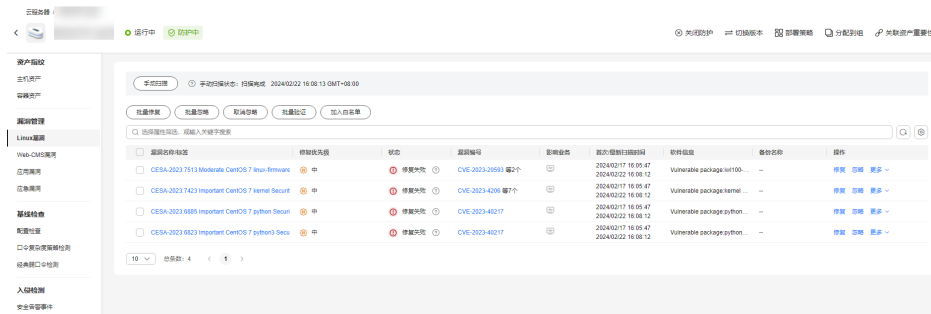 云服务器 /
运行中 防护中 关闭防护 切换版本 部署策略 分配到组 关联资产重要性
资产指纹
主机资产
容器资产
漏洞管理
Linux漏洞
Web-CMS漏洞
应用漏洞
应急漏洞
基线检查
配置检查
口令复杂度策略检测
经典弱口令检测
入侵检测
安全告警事件
手动扫描 手动扫描状态：扫描完成 2024/02/22 16:08:13 GMT+08:00
批量修复 批量忽略 取消忽略 批量验证 加入白名单
选择属性筛选，或输入关键字搜索
漏洞名称/标签 修复优先级 状态 漏洞编号 影响业务 首次/最新扫描时间 软件信息 备份名称 操作
CESA-2023:7513 Moderate CentOS 7 linux-firmware 中 修复失败 CVE-2023-20593 等2个 2024/02/17 16:05:47 Vulnerable package:iwl100-... -- 修复 忽略 更多
2024/02/22 16:08:12
CESA-2023:7423 Important CentOS 7 kernel Securit 中 修复失败 CVE-2023-4206 等7个 2024/02/17 16:05:47 Vulnerable package:kernel ... -- 修复 忽略 更多
2024/02/22 16:08:12
CESA-2023:6885 Important CentOS 7 python Securi 中 修复失败 CVE-2023-40217 2024/02/17 16:05:47 Vulnerable package:python... -- 修复 忽略 更多
2024/02/22 16:08:12
CESA-2023:6823 Important CentOS 7 python3 Secu 中 修复失败 CVE-2023-40217 2024/02/17 16:05:47 Vulnerable package:python... -- 修复 忽略 更多
2024/02/22 16:08:12
10 总条数：4 < 1 >